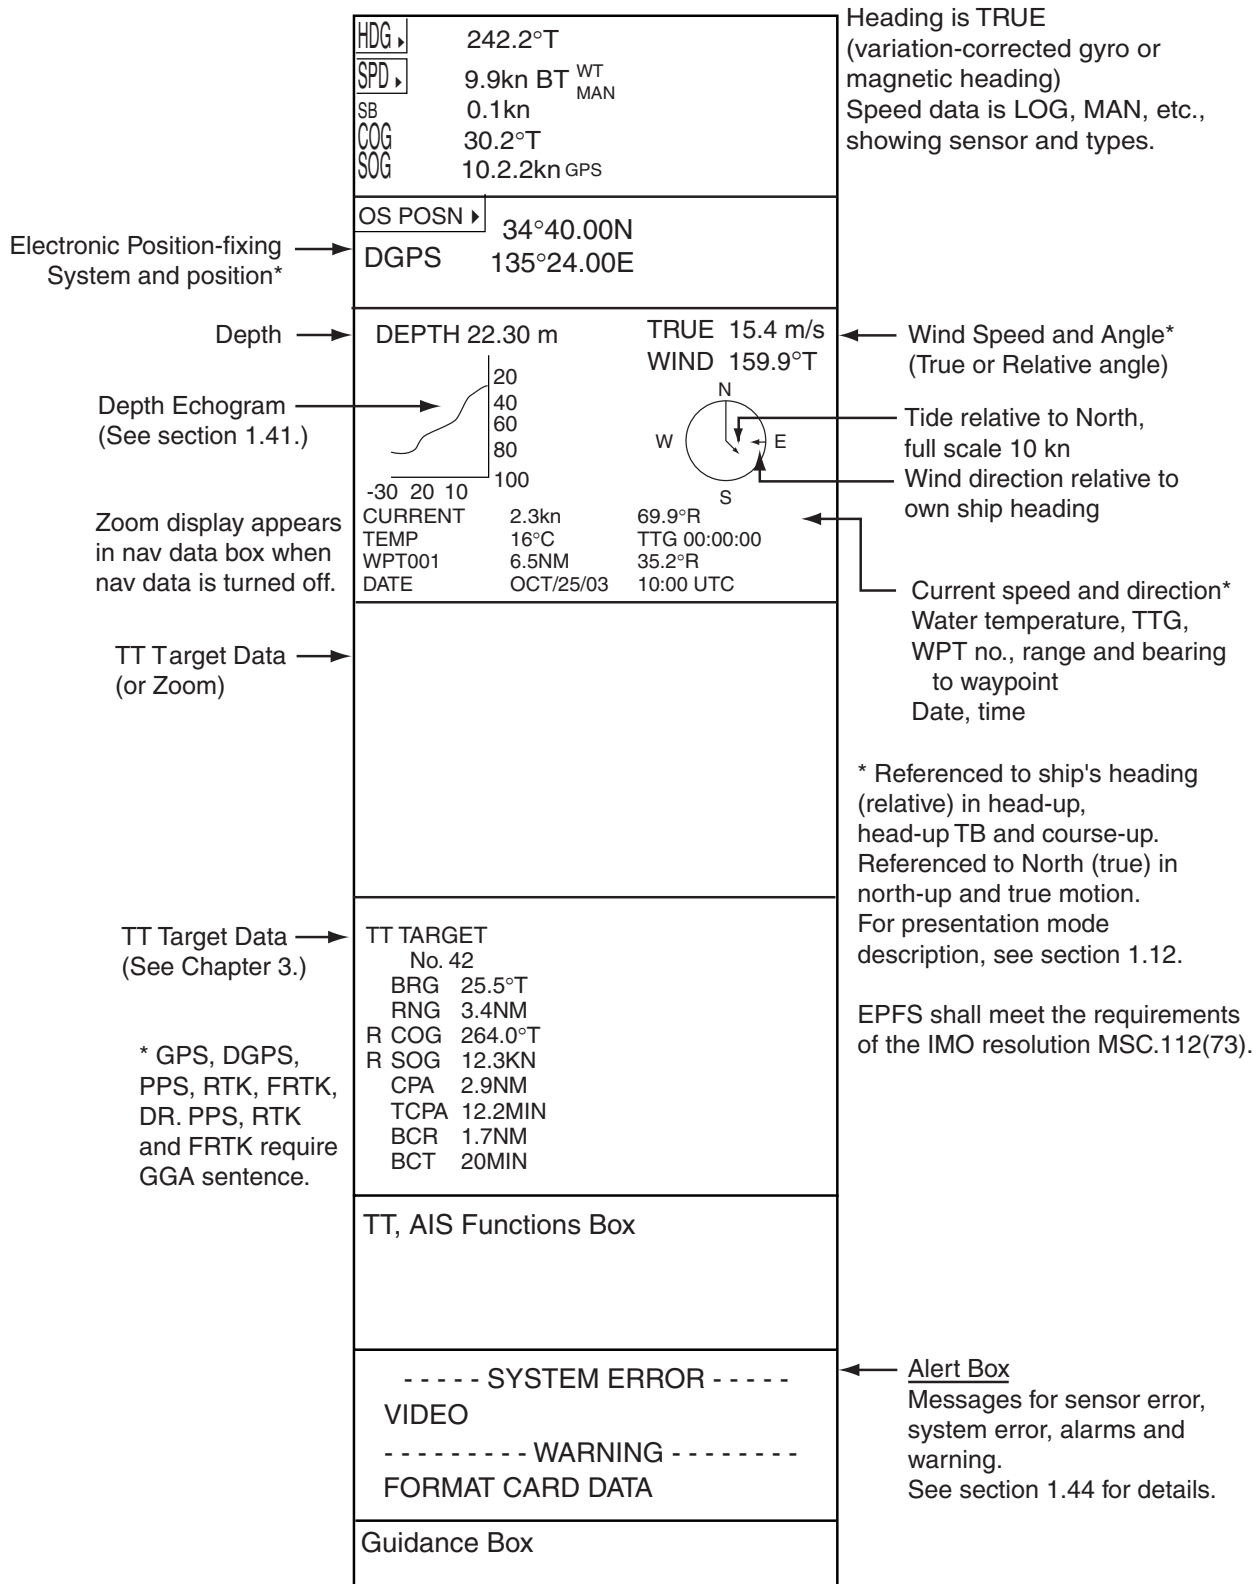 HDG ▸ 242.2°T
SPD ▸ 9.9kn BT WT MAN
SB 0.1kn
COG 30.2°T
SOG 10.2.2kn GPS
Heading is TRUE
(variation-corrected gyro or
magnetic heading)
Speed data is LOG, MAN, etc.,
showing sensor and types.
OS POSN ▸ 34°40.00N
DGPS 135°24.00E
Electronic Position-fixing
System and position*
Depth
DEPTH 22.30 m
TRUE 15.4 m/s
WIND 159.9°T
Wind Speed and Angle*
(True or Relative angle)
Depth Echogram
(See section 1.41.)
20
40
60
80
100
-30 20 10
N
W E
S
Tide relative to North,
full scale 10 kn
Wind direction relative to
own ship heading
Zoom display appears
in nav data box when
nav data is turned off.
CURRENT 2.3kn 69.9°R
TEMP 16°C TTG 00:00:00
WPT001 6.5NM 35.2°R
DATE OCT/25/03 10:00 UTC
Current speed and direction*
Water temperature, TTG,
WPT no., range and bearing
to waypoint
Date, time
TT Target Data
(or Zoom)
* Referenced to ship's heading
(relative) in head-up,
head-up TB and course-up.
Referenced to North (true) in
north-up and true motion.
For presentation mode
description, see section 1.12.
EPFS shall meet the requirements
of the IMO resolution MSC.112(73).
TT Target Data
(See Chapter 3.)
* GPS, DGPS,
PPS, RTK, FRTK,
DR. PPS, RTK
and FRTK require
GGA sentence.
TT TARGET
No. 42
BRG 25.5°T
RNG 3.4NM
R COG 264.0°T
R SOG 12.3KN
CPA 2.9NM
TCPA 12.2MIN
BCR 1.7NM
BCT 20MIN
TT, AIS Functions Box
- - - - - SYSTEM ERROR - - - - -
VIDEO
- - - - - - - - - WARNING - - - - - - - -
FORMAT CARD DATA
Alert Box
Messages for sensor error,
system error, alarms and
warning.
See section 1.44 for details.
Guidance Box